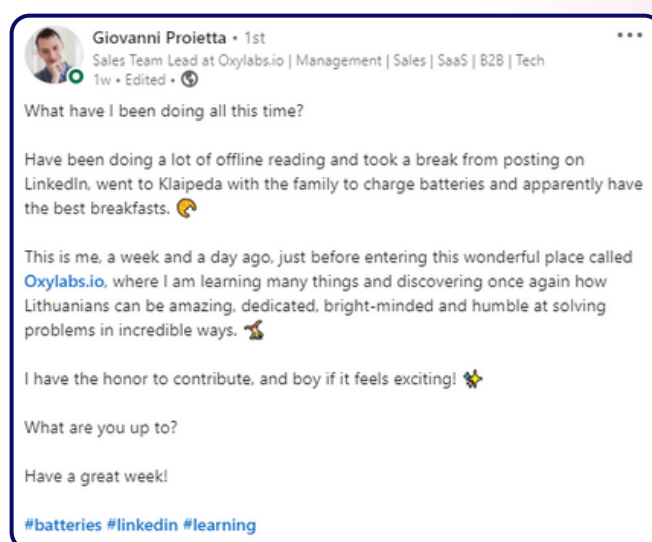 Giovanni Proietta • 1st
Sales Team Lead at Oxylabs.io | Management | Sales | SaaS | B2B | Tech
1w • Edited •
What have I been doing all this time?
Have been doing a lot of offline reading and took a break from posting on
LinkedIn, went to Klaipeda with the family to charge batteries and apparently have
the best breakfasts.
This is me, a week and a day ago, just before entering this wonderful place called
Oxylabs.io, where I am learning many things and discovering once again how
Lithuanians can be amazing, dedicated, bright-minded and humble at solving
problems in incredible ways.
I have the honor to contribute, and boy if it feels exciting!
What are you up to?
Have a great week!
#batteries #linkedin #learning